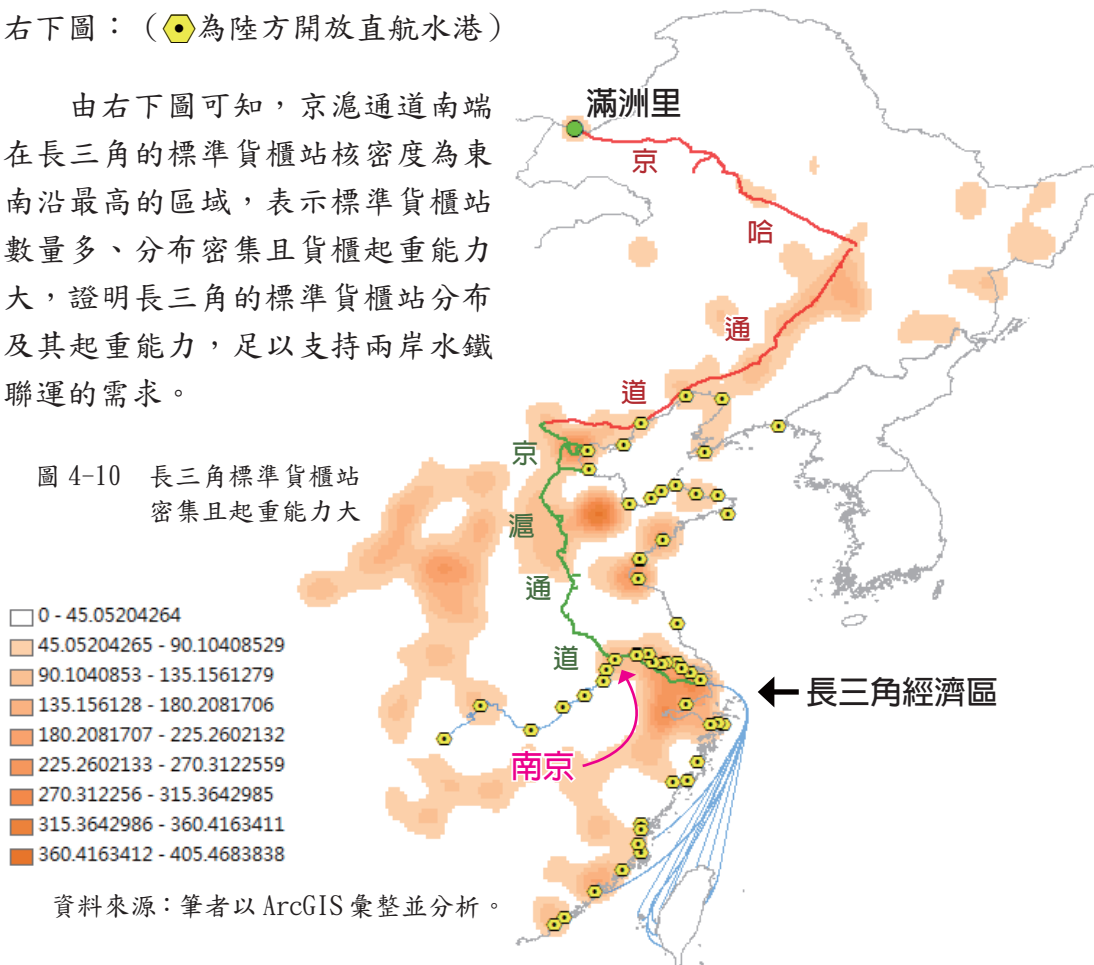 右下圖：（為陸方開放直航水港）
由右下圖可知，京滬通道南端
在長三角的標準貨櫃站核密度為東
南沿最高的區域，表示標準貨櫃站
數量多、分布密集且貨櫃起重能力
大，證明長三角的標準貨櫃站分布
及其起重能力，足以支持兩岸水鐵
聯運的需求。
圖 4-10 長三角標準貨櫃站
密集且起重能力大
0 - 45.05204264
45.05204265 - 90.10408529
90.1040853 - 135.1561279
135.156128 - 180.2081706
180.2081707 - 225.2602132
225.2602133 - 270.3122559
270.312256 - 315.3642985
315.3642986 - 360.4163411
360.4163412 - 405.4683838
資料來源：筆者以 ArcGIS 彙整並分析。
滿洲里
京
哈
通
道
京
滬
通
道
長三角經濟區
南京